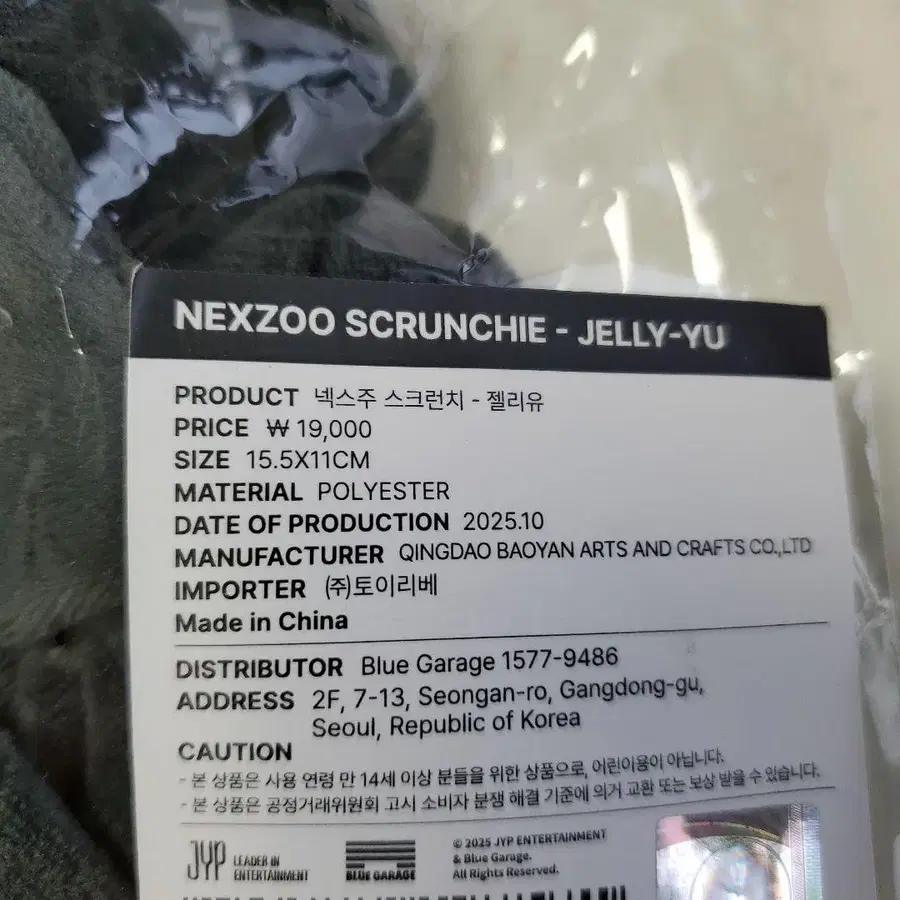 NEXZOO SCRUNCHIE - JELLY-YU
PRODUCT 넥스주 스크런치 - 젤리유
PRICE ₩ 19,000
SIZE 15.5X11CM
MATERIAL POLYESTER
DATE OF PRODUCTION 2025.10
MANUFACTURER QINGDAO BAOYAN ARTS AND CRAFTS CO.,LTD
IMPORTER ㈜토이리베
Made in China
DISTRIBUTOR Blue Garage 1577-9486
ADDRESS 2F, 7-13, Seongan-ro, Gangdong-gu,
Seoul, Republic of Korea
CAUTION
- 본 상품은 사용 연령 만 14세 이상 분들을 위한 상품으로, 어린이용이 아닙니다.
- 본 상품은 공정거래위원회 고시 소비자 분쟁 해결 기준에 의거 교환 또는 보상 받을 수 있습니다.
JYP LEADER IN
ENTERTAINMENT
BLUE GARAGE
© 2025 JYP ENTERTAINMENT
& Blue Garage.
All Rights Reserved.